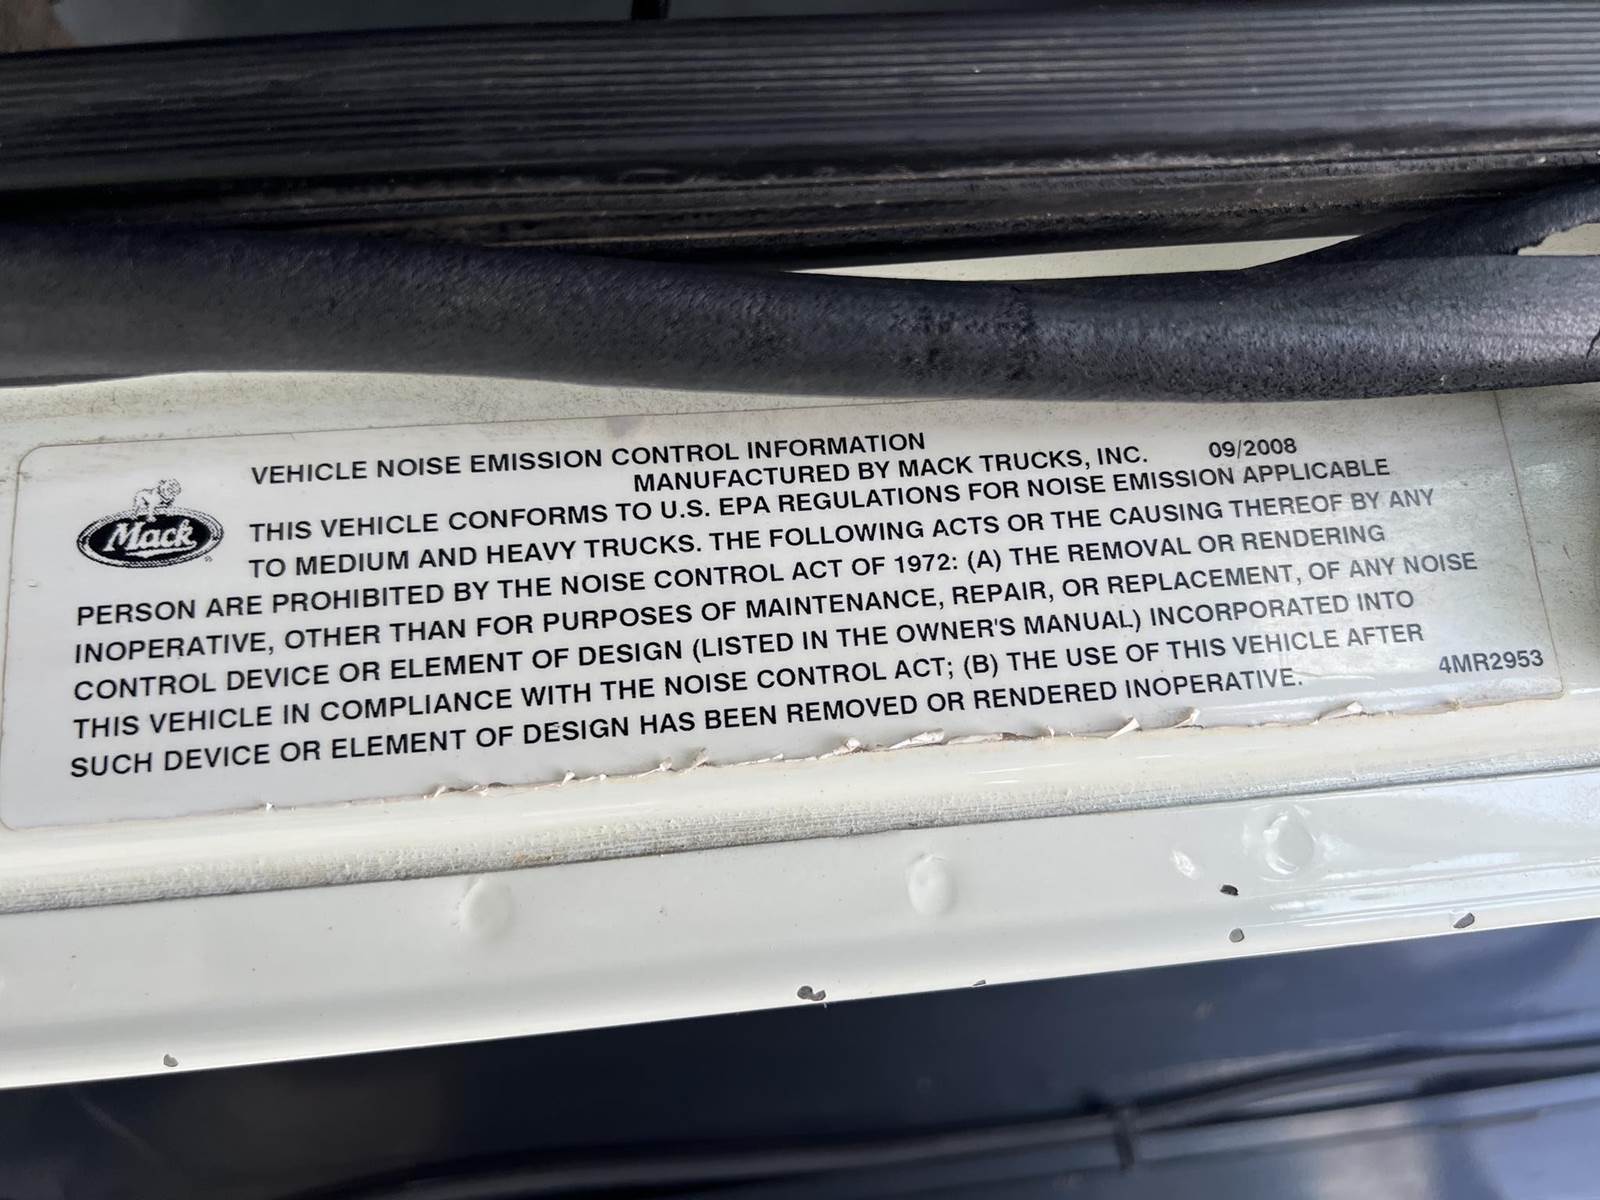 VEHICLE NOISE EMISSION CONTROL INFORMATION
MANUFACTURED BY MACK TRUCKS, INC. 09/2008
Mack
THIS VEHICLE CONFORMS TO U.S. EPA REGULATIONS FOR NOISE EMISSION APPLICABLE
TO MEDIUM AND HEAVY TRUCKS. THE FOLLOWING ACTS OR THE CAUSING THEREOF BY ANY
PERSON ARE PROHIBITED BY THE NOISE CONTROL ACT OF 1972: (A) THE REMOVAL OR RENDERING
INOPERATIVE, OTHER THAN FOR PURPOSES OF MAINTENANCE, REPAIR, OR REPLACEMENT, OF ANY NOISE
CONTROL DEVICE OR ELEMENT OF DESIGN (LISTED IN THE OWNER'S MANUAL) INCORPORATED INTO
THIS VEHICLE IN COMPLIANCE WITH THE NOISE CONTROL ACT; (B) THE USE OF THIS VEHICLE AFTER
SUCH DEVICE OR ELEMENT OF DESIGN HAS BEEN REMOVED OR RENDERED INOPERATIVE.
4MR2953